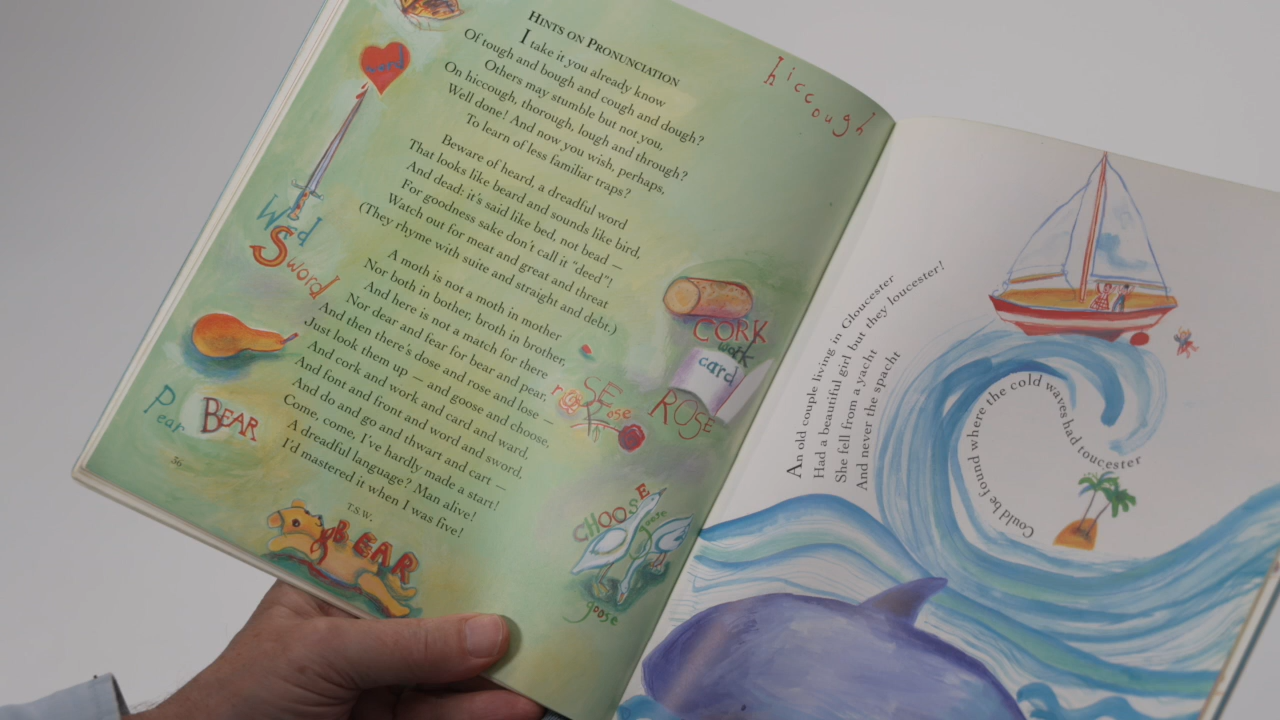 HINTS ON PRONUNCIATION
I take it you already know
Of tough and bough and cough and dough?
Others may stumble but not you,
On hiccough, thorough, lough and through?
Well done! And now you wish, perhaps,
To learn of less familiar traps?
Beware of heard, a dreadful word
That looks like beard and sounds like bird,
And dead: it's said like bed, not bead —
For goodness sake don't call it "deed"!
Watch out for meat and great and threat
(They rhyme with suite and straight and debt.)
A moth is not a moth in mother
Nor both in bother, broth in brother,
And here is not a match for there
Nor dear and fear for bear and pear,
And then there's dose and rose and lose —
Just look them up — and goose and choose,
And cork and work and card and ward,
And font and front and word and sword,
And do and go and thwart and cart —
Come, come, I've hardly made a start!
A dreadful language? Man alive!
I'd mastered it when I was five!
T.S.W.
56
hiccough
word
Sword
Pear
BEAR
BEAR
CORK
work
card
ROSE
CHOOSE
goose
goose
An old couple living in Gloucester
Had a beautiful girl but they loucester!
She fell from a yacht
And never the spacht
Could be found where the cold waves had toucester